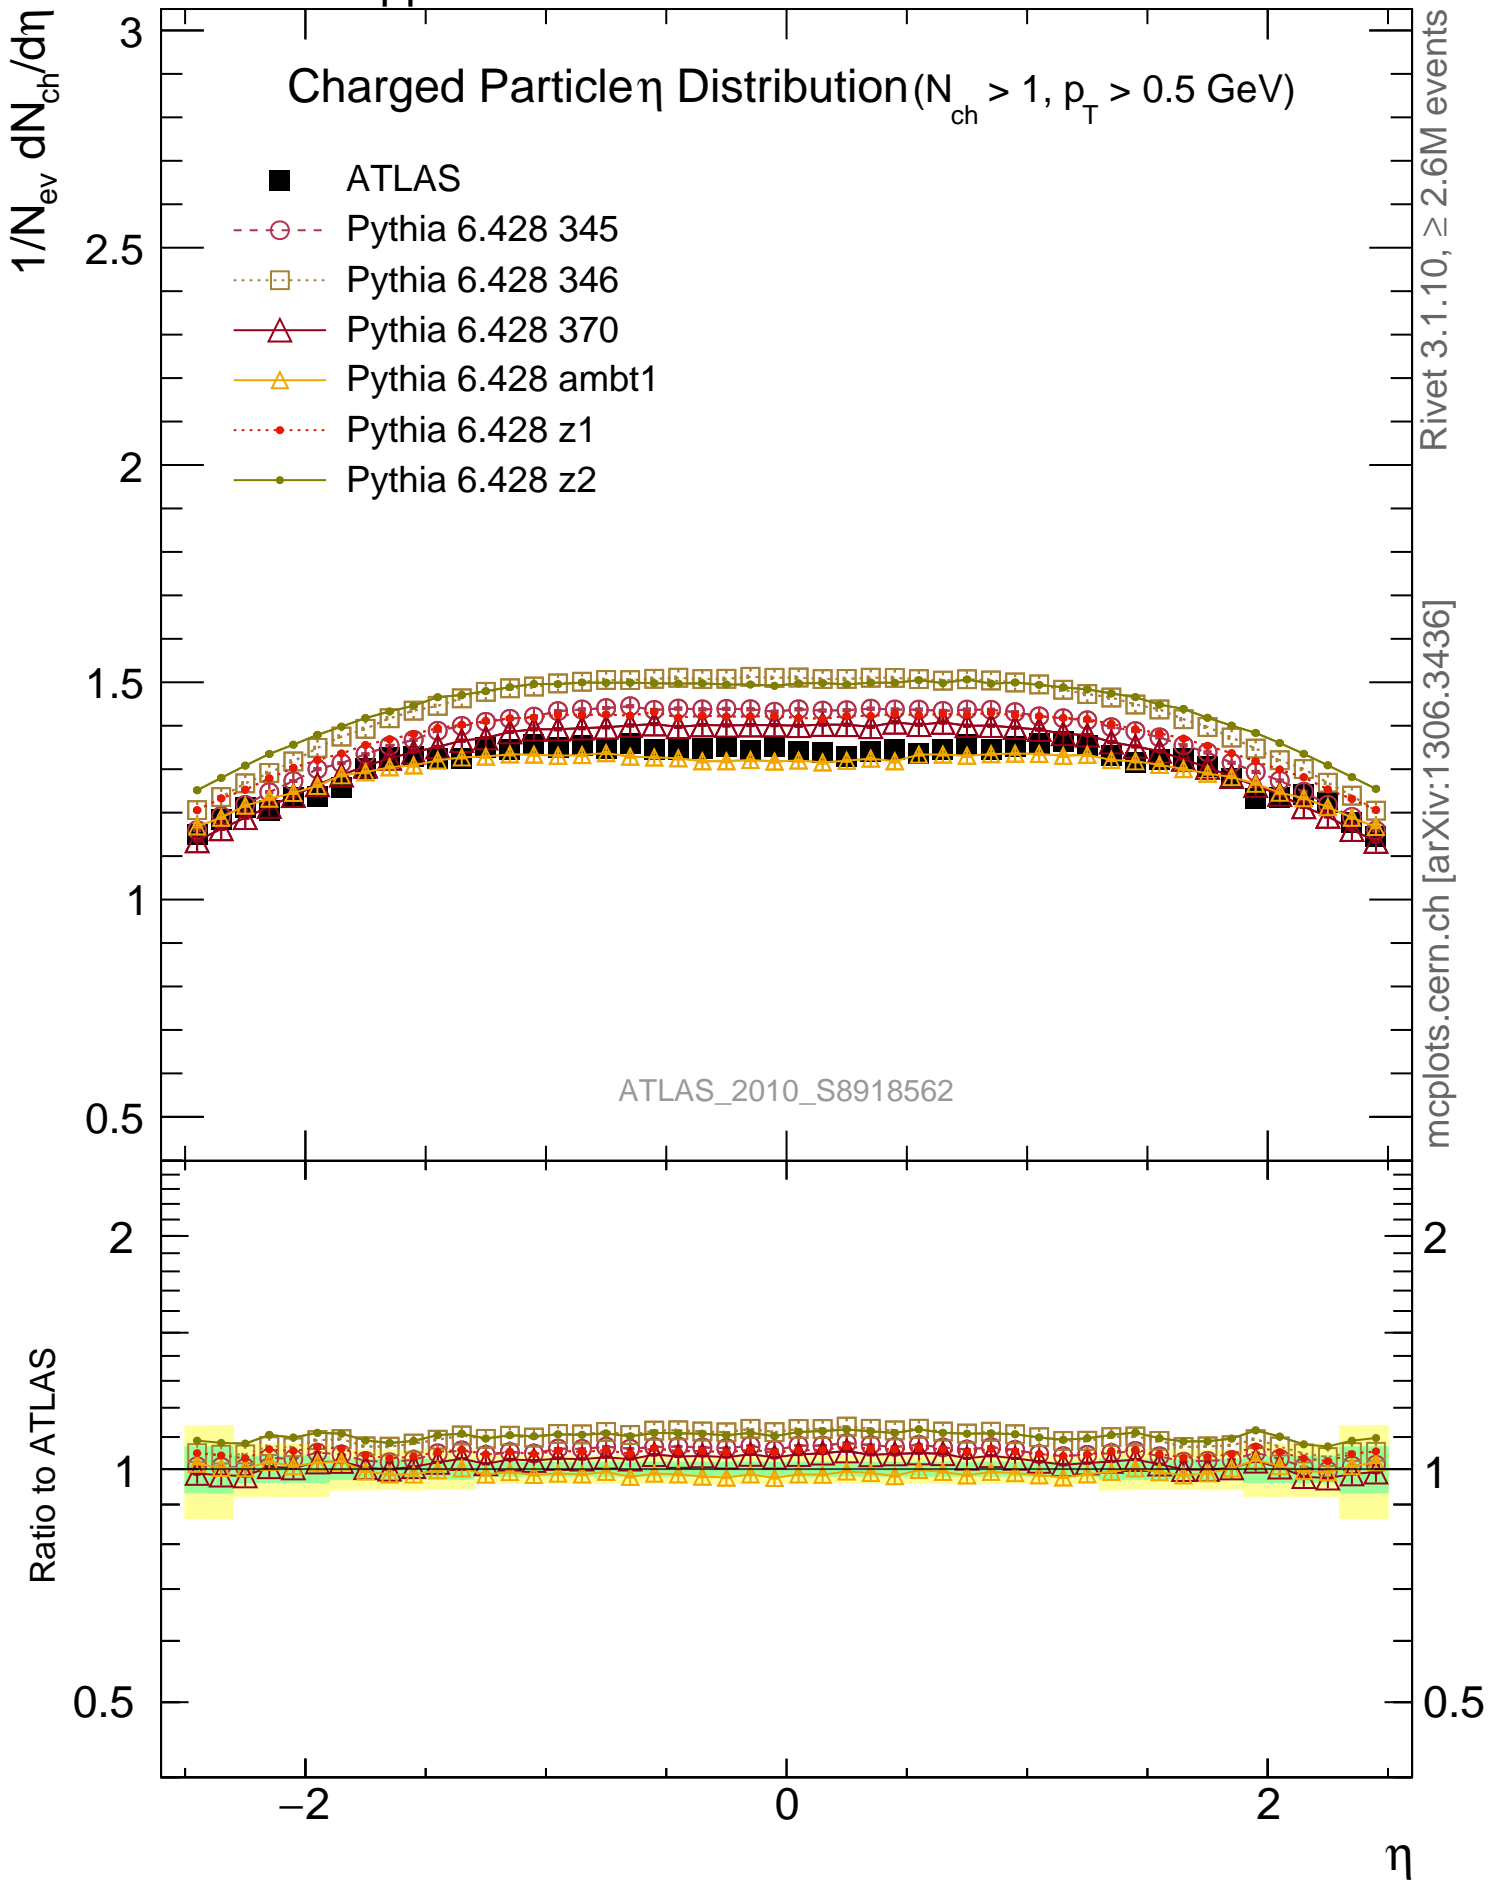 pp
Charged Particle η Distribution (N_ch > 1, p_T > 0.5 GeV)
1/N_ev dN_ch/dη
ATLAS
Pythia 6.428 345
Pythia 6.428 346
Pythia 6.428 370
Pythia 6.428 ambt1
Pythia 6.428 z1
Pythia 6.428 z2
3
2.5
2
1.5
1
0.5
ATLAS_2010_S8918562
Rivet 3.1.10, ≥ 2.6M events
mcplots.cern.ch [arXiv:1306.3436]
Ratio to ATLAS
2
1
0.5
2
1
0.5
−2
0
2
η